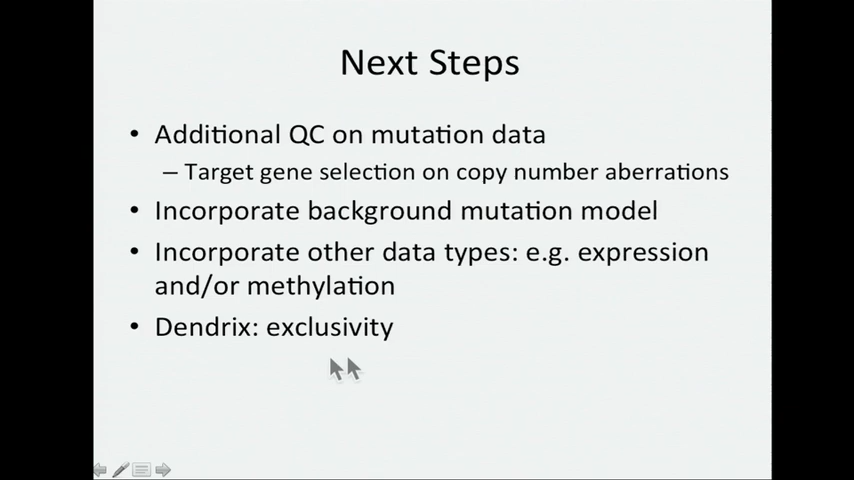 Next Steps
• Additional QC on mutation data
– Target gene selection on copy number aberrations
• Incorporate background mutation model
• Incorporate other data types: e.g. expression
and/or methylation
• Dendrix: exclusivity